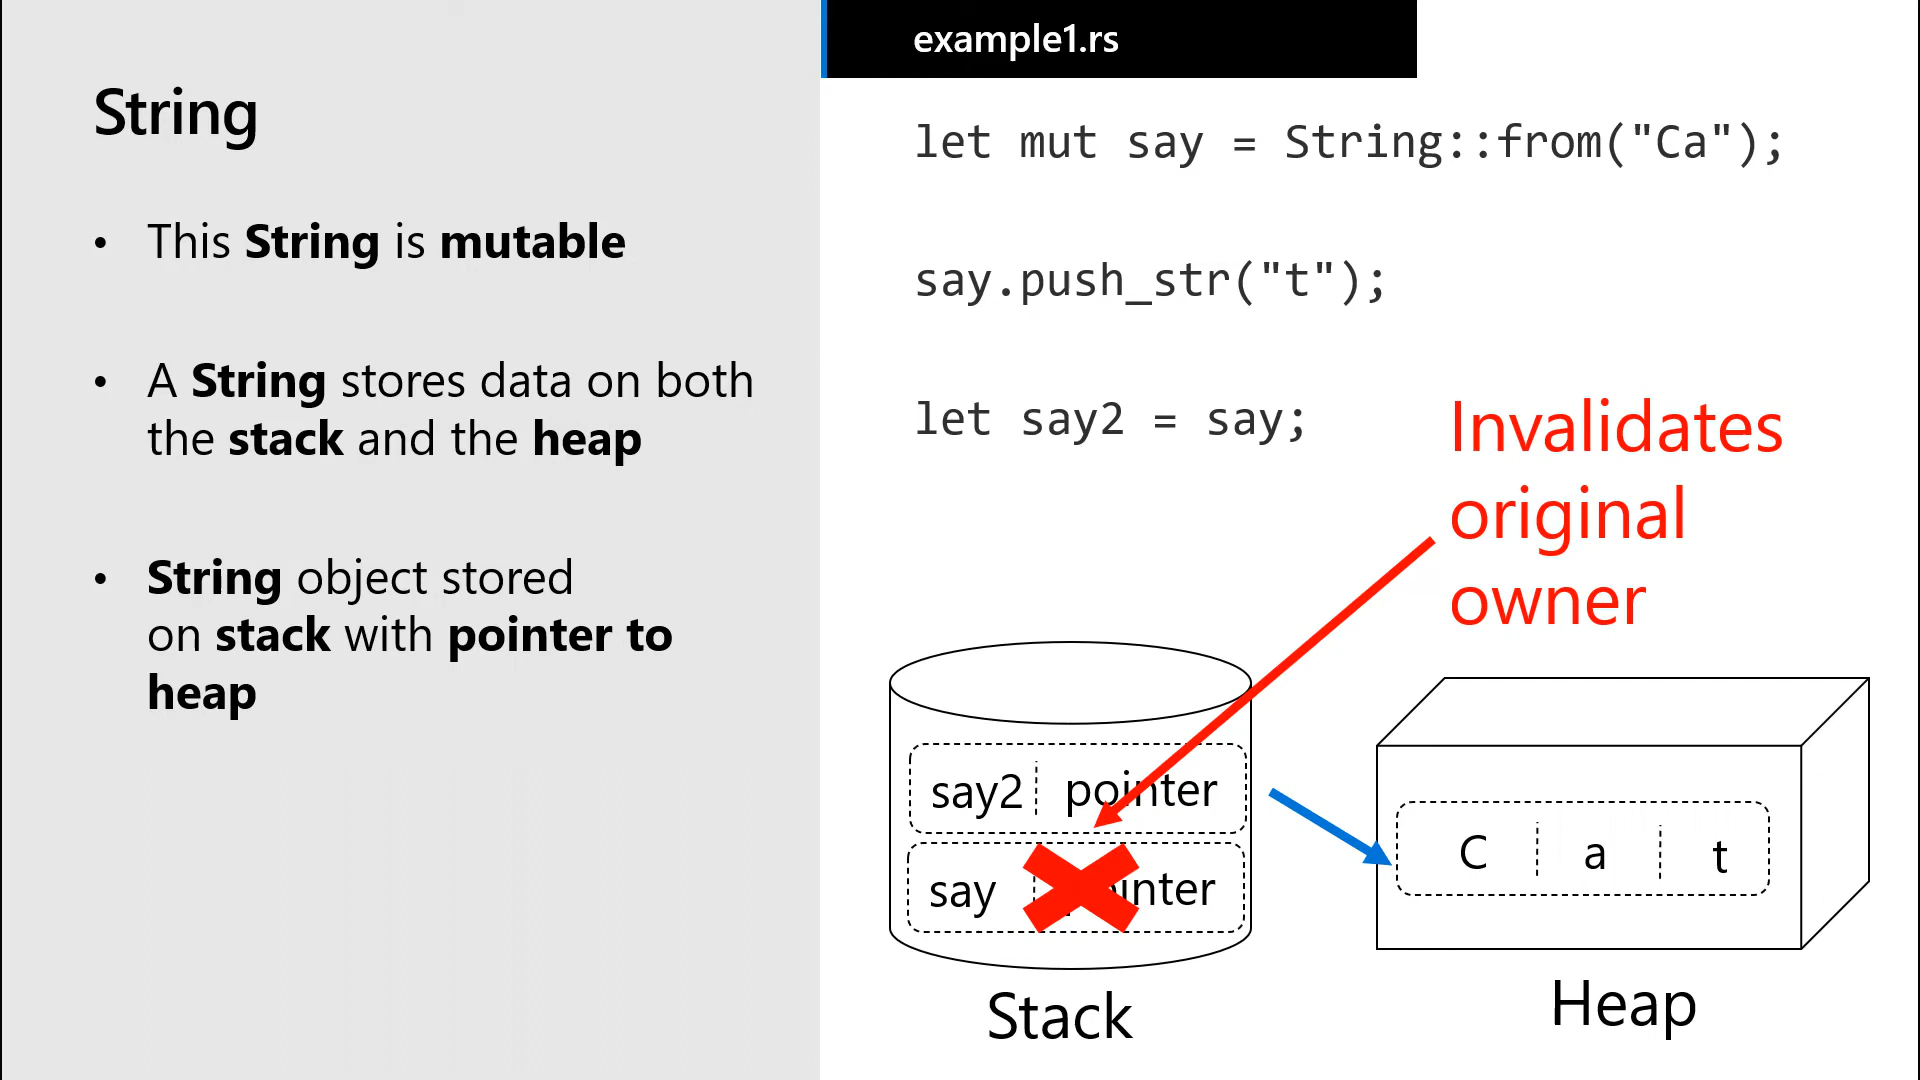 String
• This String is mutable
• A String stores data on both
the stack and the heap
• String object stored
on stack with pointer to
heap
example1.rs
let mut say = String::from("Ca");
say.push_str("t");
let say2 = say;
Invalidates
original
owner
say2 pointer
say
C a t
Stack
Heap